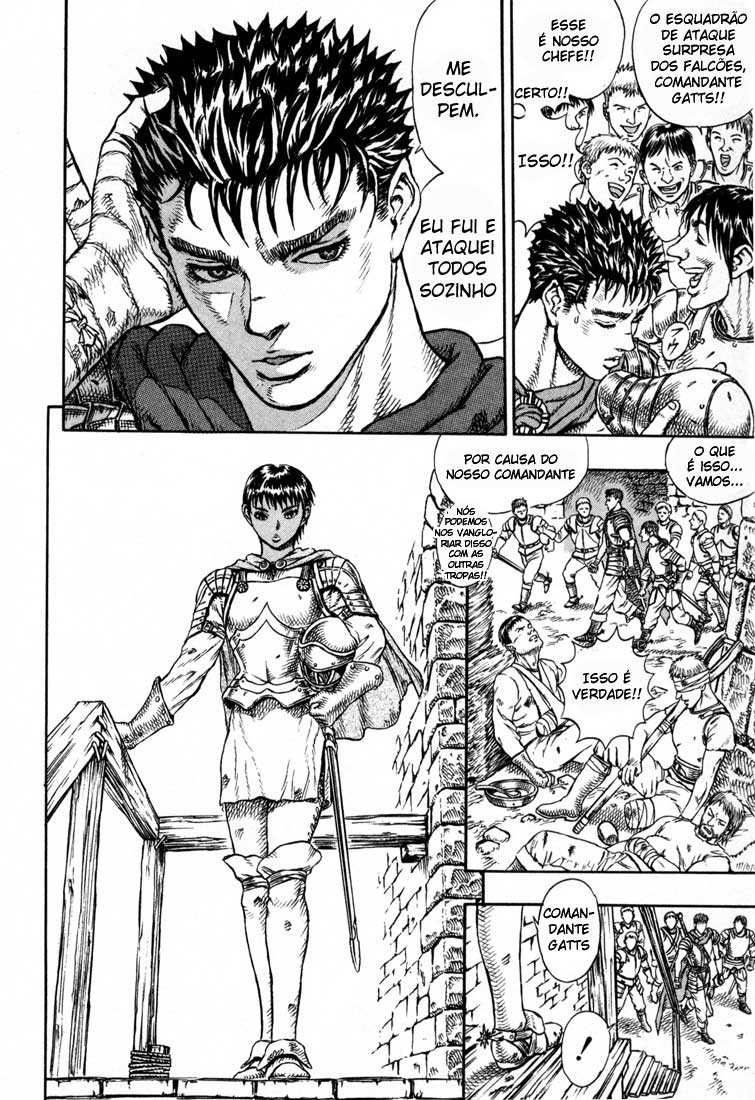 O ESQUADRÃO
DE ATAQUE
SURPRESA
DOS FALCÕES,
COMANDANTE
GATTS!!
ESSE
É NOSSO
CHEFE!!
CERTO!!
ISSO!!
ME
DESCUL-
PEM.
EU FUI E
ATAQUEI
TODOS
SOZINHO
O QUE
É ISSO...
VAMOS...
POR CAUSA DO
NOSSO COMANDANTE
NÓS
PODEMOS
NOS VANGLO-
RIAR DISSO
COM AS
OUTRAS
TROPAS!!
ISSO É
VERDADE!!
COMAN-
DANTE
GATTS
!